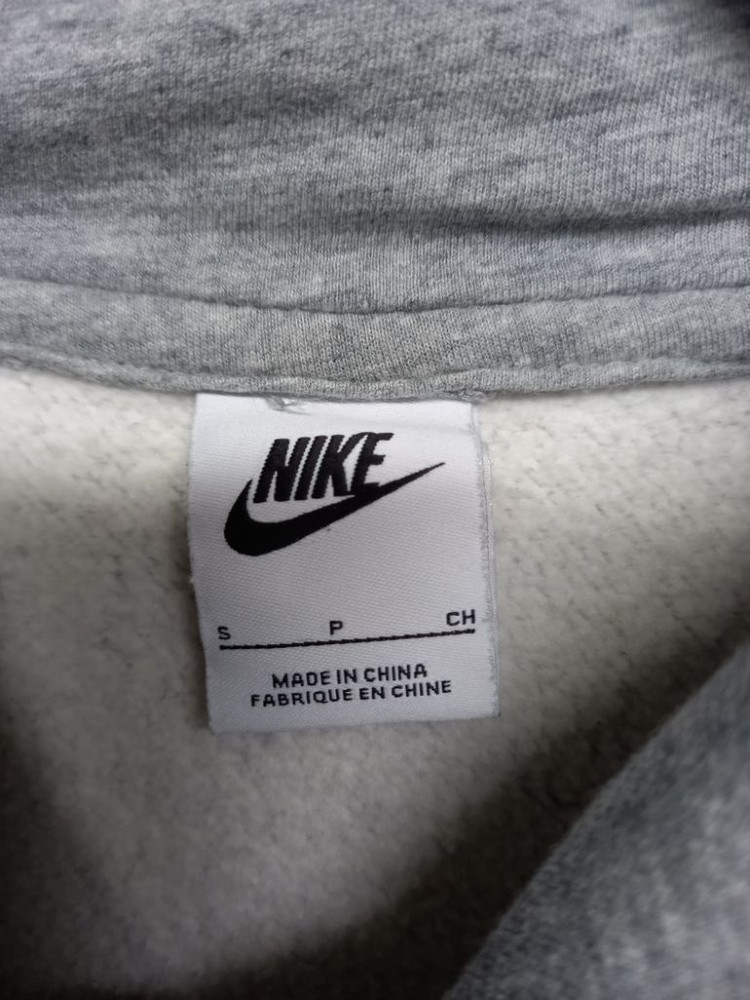 NIKE
S P CH
MADE IN CHINA
FABRIQUE EN CHINE